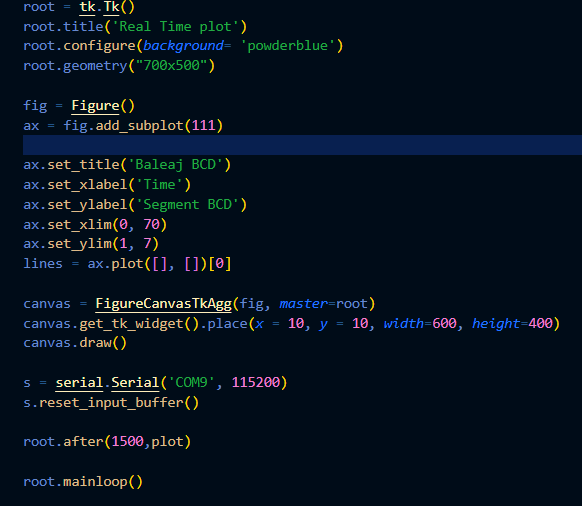 root = tk.Tk()
root.title('Real Time plot')
root.configure(background= 'powderblue')
root.geometry("700x500")
fig = Figure()
ax = fig.add_subplot(111)
ax.set_title('Baleaj BCD')
ax.set_xlabel('Time')
ax.set_ylabel('Segment BCD')
ax.set_xlim(0, 70)
ax.set_ylim(1, 7)
lines = ax.plot([], [])[0]
canvas = FigureCanvasTkAgg(fig, master=root)
canvas.get_tk_widget().place(x = 10, y = 10, width=600, height=400)
canvas.draw()
s = serial.Serial('COM9', 115200)
s.reset_input_buffer()
root.after(1500,plot)
root.mainloop()